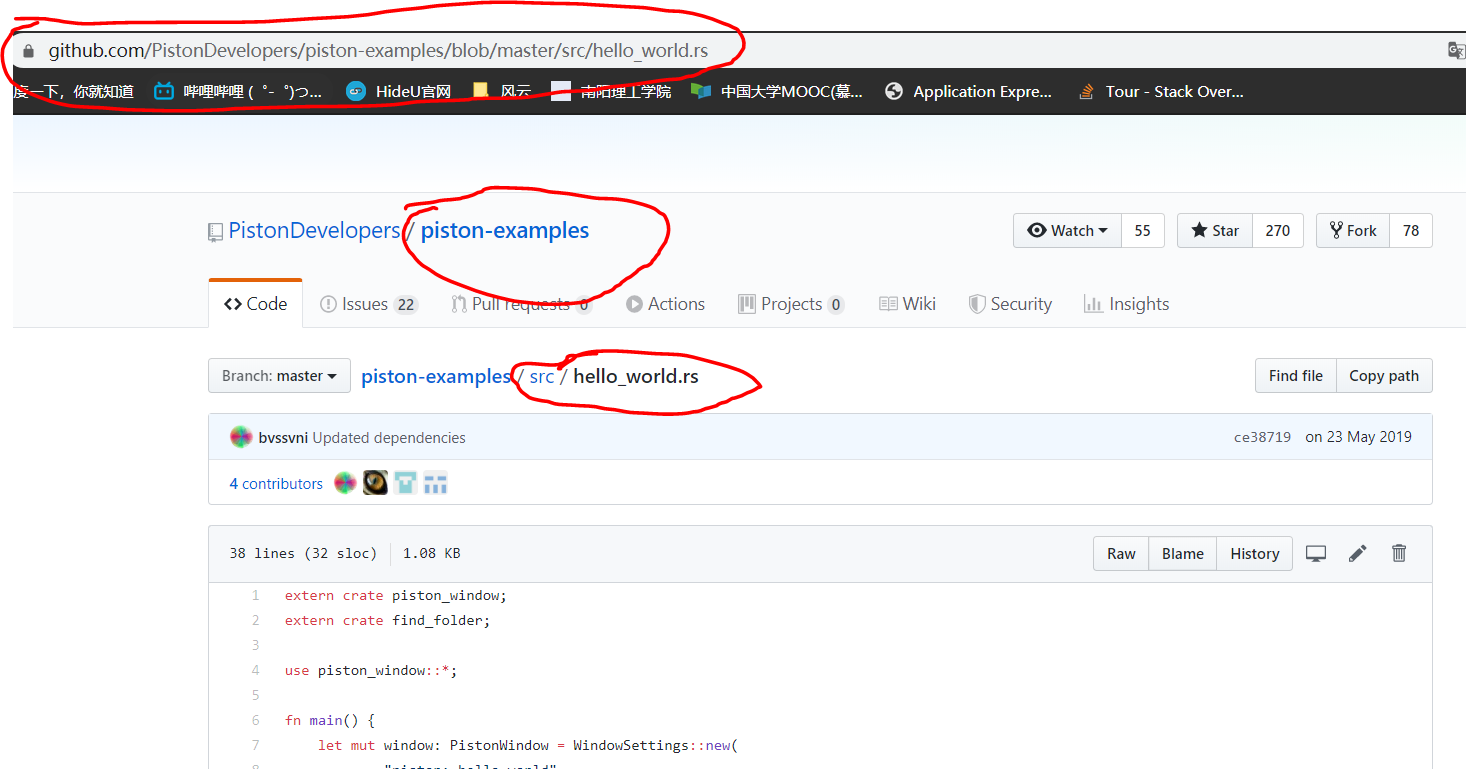 github.com/PistonDevelopers/piston-examples/blob/master/src/hello_world.rs
度一下，你就知道 哔哩哔哩 (゜-゜)つ... HideU官网 风云 南阳理工学院 中国大学MOOC(慕... Application Expre... Tour - Stack Over...
PistonDevelopers / piston-examples Watch 55 Star 270 Fork 78
Code Issues 22 Pull requests 0 Actions Projects 0 Wiki Security Insights
Branch: master piston-examples / src / hello_world.rs Find file Copy path
bvssvni Updated dependencies ce38719 on 23 May 2019
4 contributors
38 lines (32 sloc) 1.08 KB Raw Blame History
1 extern crate piston_window;
2 extern crate find_folder;
3
4 use piston_window::*;
5
6 fn main() {
7 let mut window: PistonWindow = WindowSettings::new(
8 "piston: hello_world"